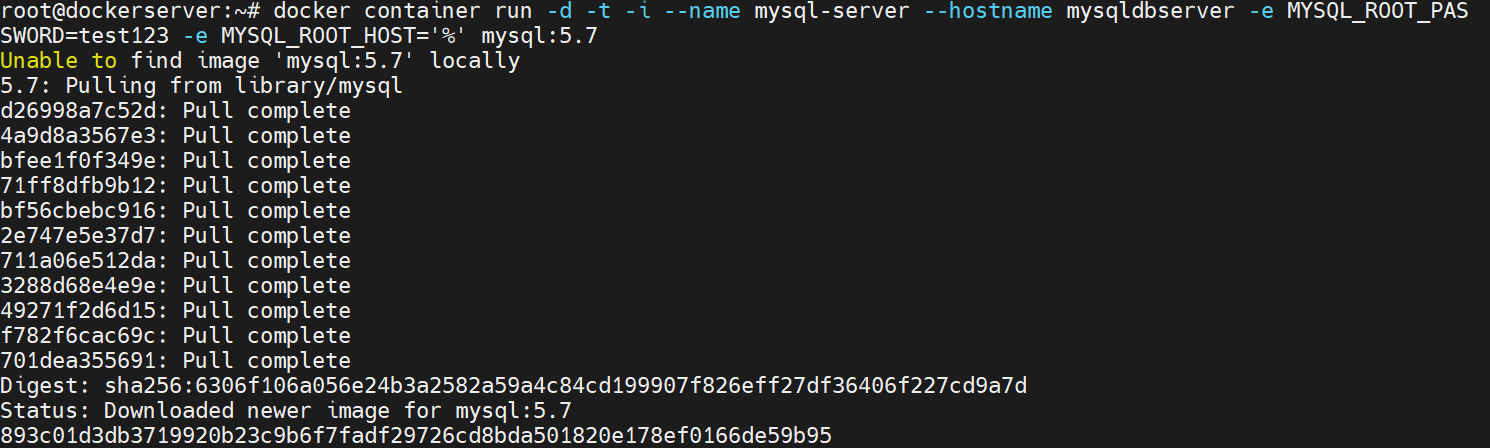 root@dockerserver:~# docker container run -d -t -i --name mysql-server --hostname mysqldbserver -e MYSQL_ROOT_PAS
SWORD=test123 -e MYSQL_ROOT_HOST='%' mysql:5.7
Unable to find image 'mysql:5.7' locally
5.7: Pulling from library/mysql
d26998a7c52d: Pull complete
4a9d8a3567e3: Pull complete
bfee1f0f349e: Pull complete
71ff8dfb9b12: Pull complete
bf56cbebc916: Pull complete
2e747e5e37d7: Pull complete
711a06e512da: Pull complete
3288d68e4e9e: Pull complete
49271f2d6d15: Pull complete
f782f6cac69c: Pull complete
701dea355691: Pull complete
Digest: sha256:6306f106a056e24b3a2582a59a4c84cd199907f826eff27df36406f227cd9a7d
Status: Downloaded newer image for mysql:5.7
893c01d3db3719920b23c9b6f7fadf29726cd8bda501820e178ef0166de59b95